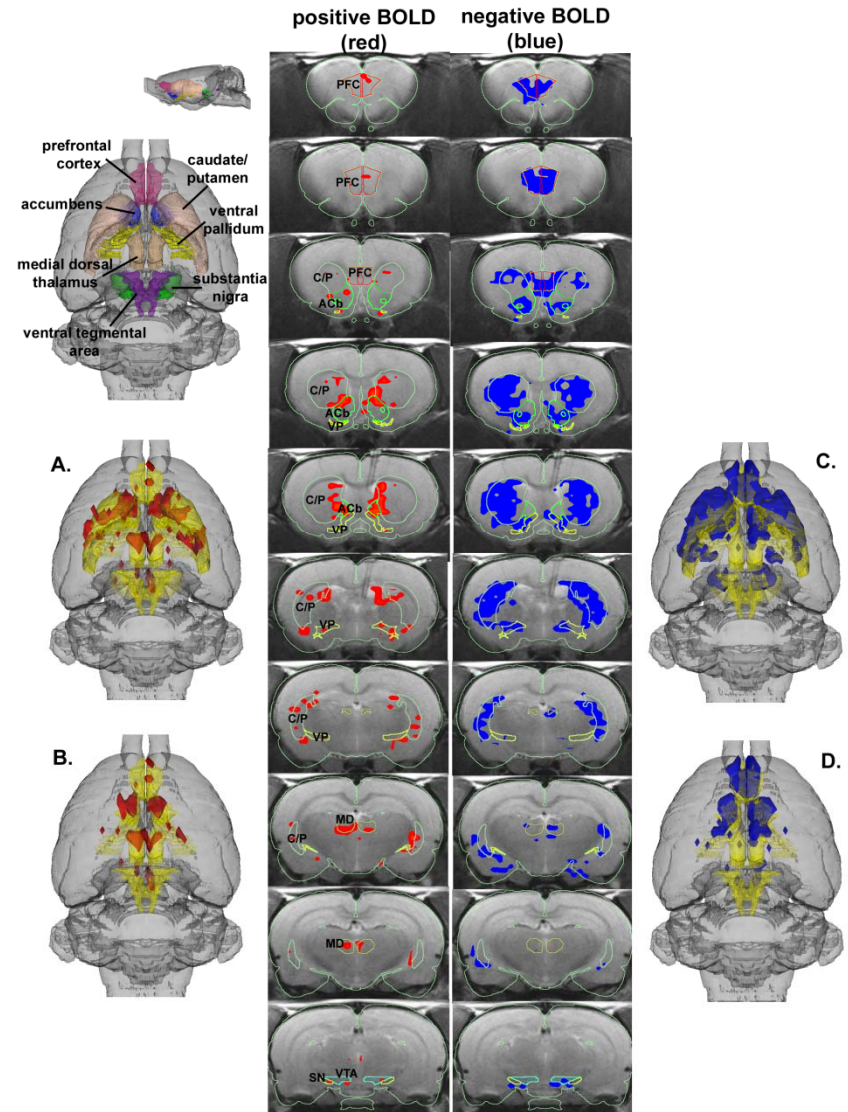 positive BOLD
(red)
negative BOLD
(blue)
prefrontal
cortex
caudate/
putamen
accumbens
ventral
pallidum
medial dorsal
thalamus
substantia
nigra
ventral tegmental
area
PFC
PFC
C/P
PFC
ACb
C/P
ACb
VP
A.
C.
C/P
ACb
VP
C/P
VP
C/P
VP
B.
D.
MD
C/P
MD
SN
VTA